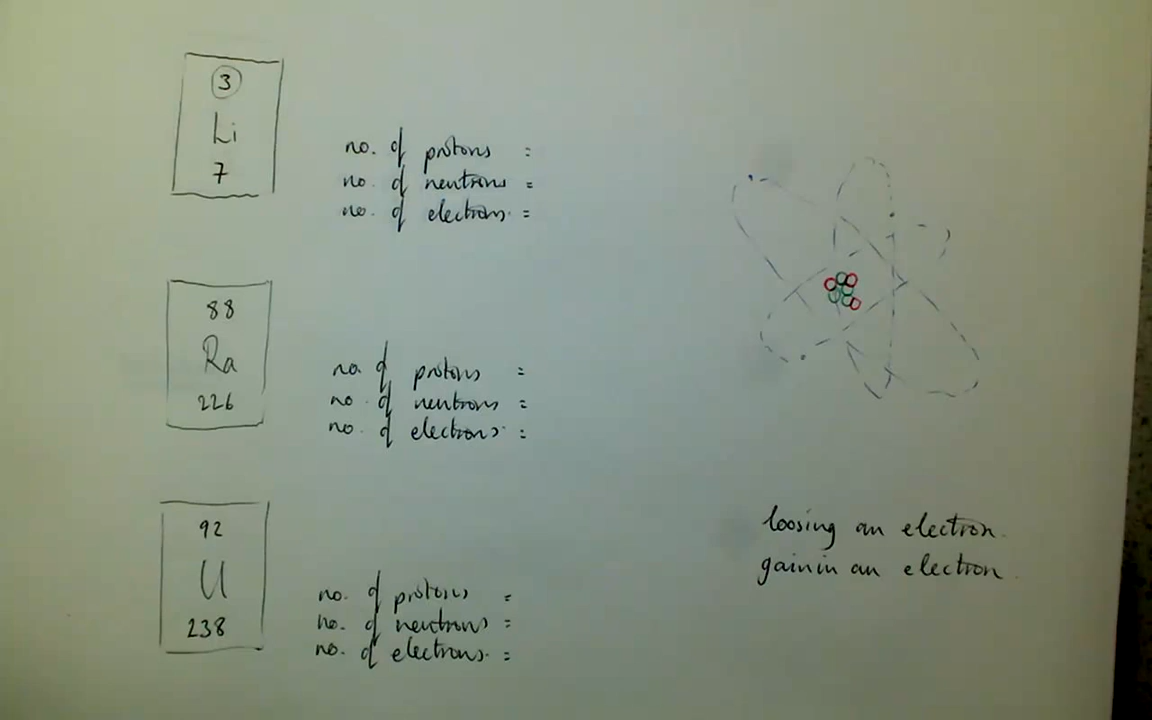 3
Li
7
no. of protons =
no. of neutrons =
no. of electrons =
88
Ra
226
no. of protons =
no. of neutrons =
no. of electrons =
92
U
238
no. of protons =
no. of neutrons =
no. of electrons =
loosing an electron.
gainin an electron.